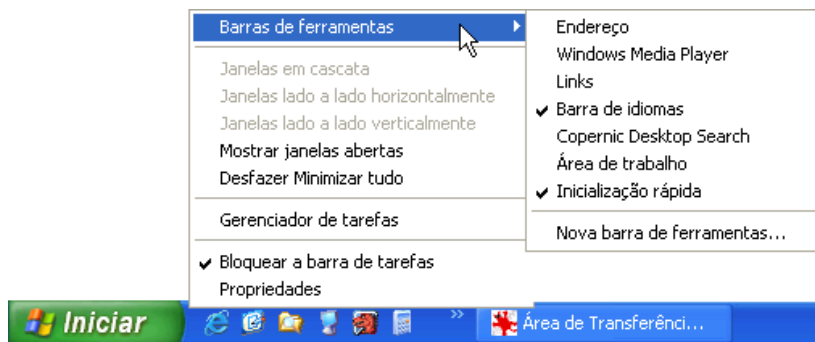 Barras de ferramentas
Janelas em cascata
Janelas lado a lado horizontalmente
Janelas lado a lado verticalmente
Mostrar janelas abertas
Desfazer Minimizar tudo
Gerenciador de tarefas
Bloquear a barra de tarefas
Propriedades
Endereço
Windows Media Player
Links
Barra de idiomas
Copernic Desktop Search
Área de trabalho
Inicialização rápida
Nova barra de ferramentas...
Iniciar
»
Área de Transferênci...